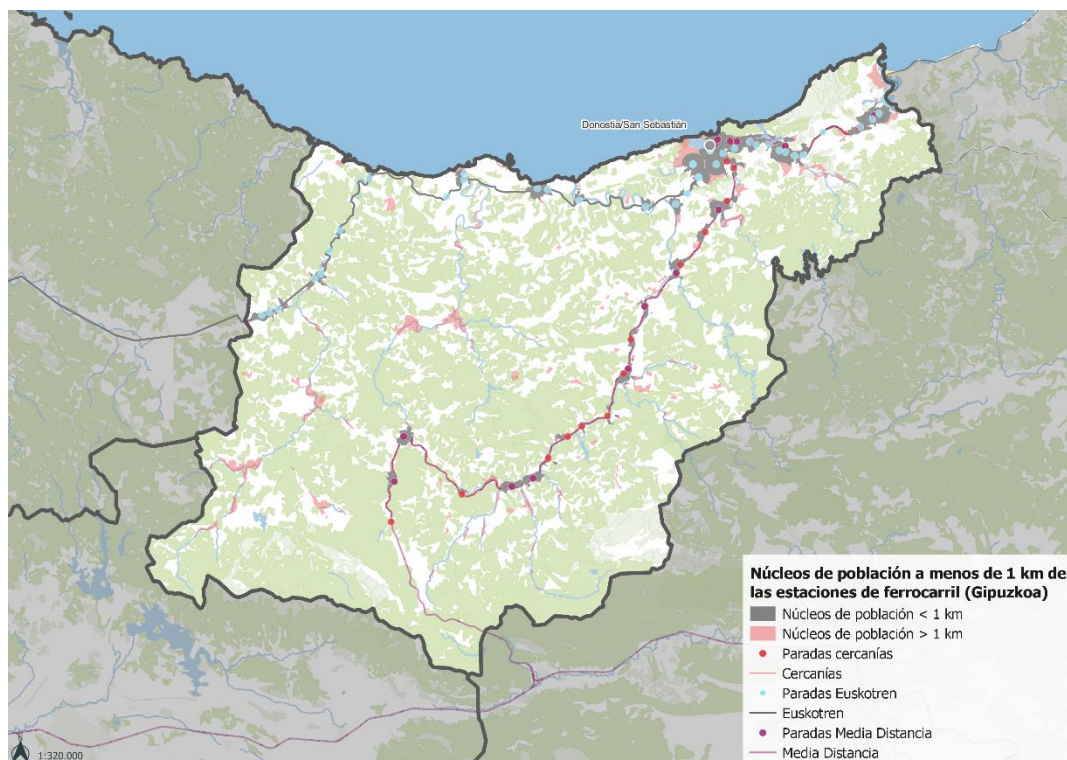 Donostia/San Sebastián
Núcleos de población a menos de 1 km de
las estaciones de ferrocarril (Gipuzkoa)
Núcleos de población < 1 km
Núcleos de población > 1 km
Paradas cercanías
Cercanías
Paradas Euskotren
Euskotren
Paradas Media Distancia
Media Distancia
1:320.000